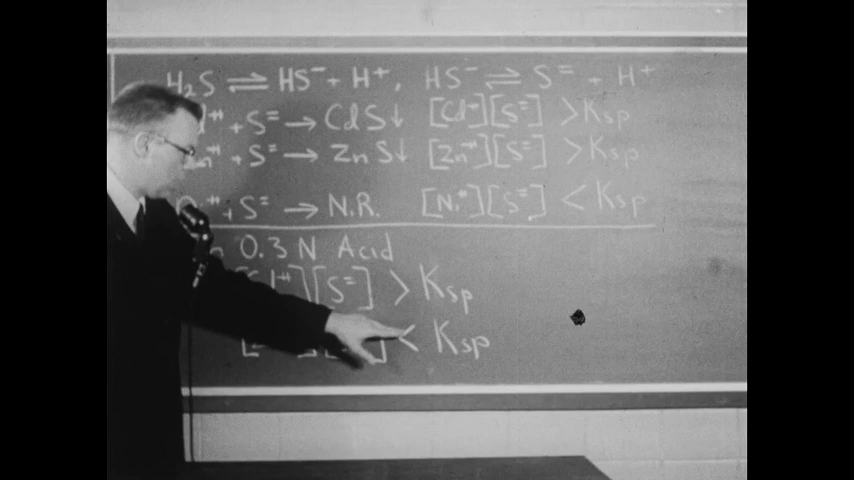 H₂S ⇌ HS⁻ + H⁺, HS⁻ ⇌ S⁼ + H⁺
+ S⁼ → CdS↓ [Cd⁺⁺][S⁼] > Ksp
+ S⁼ → ZnS↓ [Zn⁺⁺][S⁼] > Ksp
+ S⁼ → N.R. [Ni⁺⁺][S⁼] < Ksp
0.3 N Acid
[S⁼] > Ksp
< Ksp